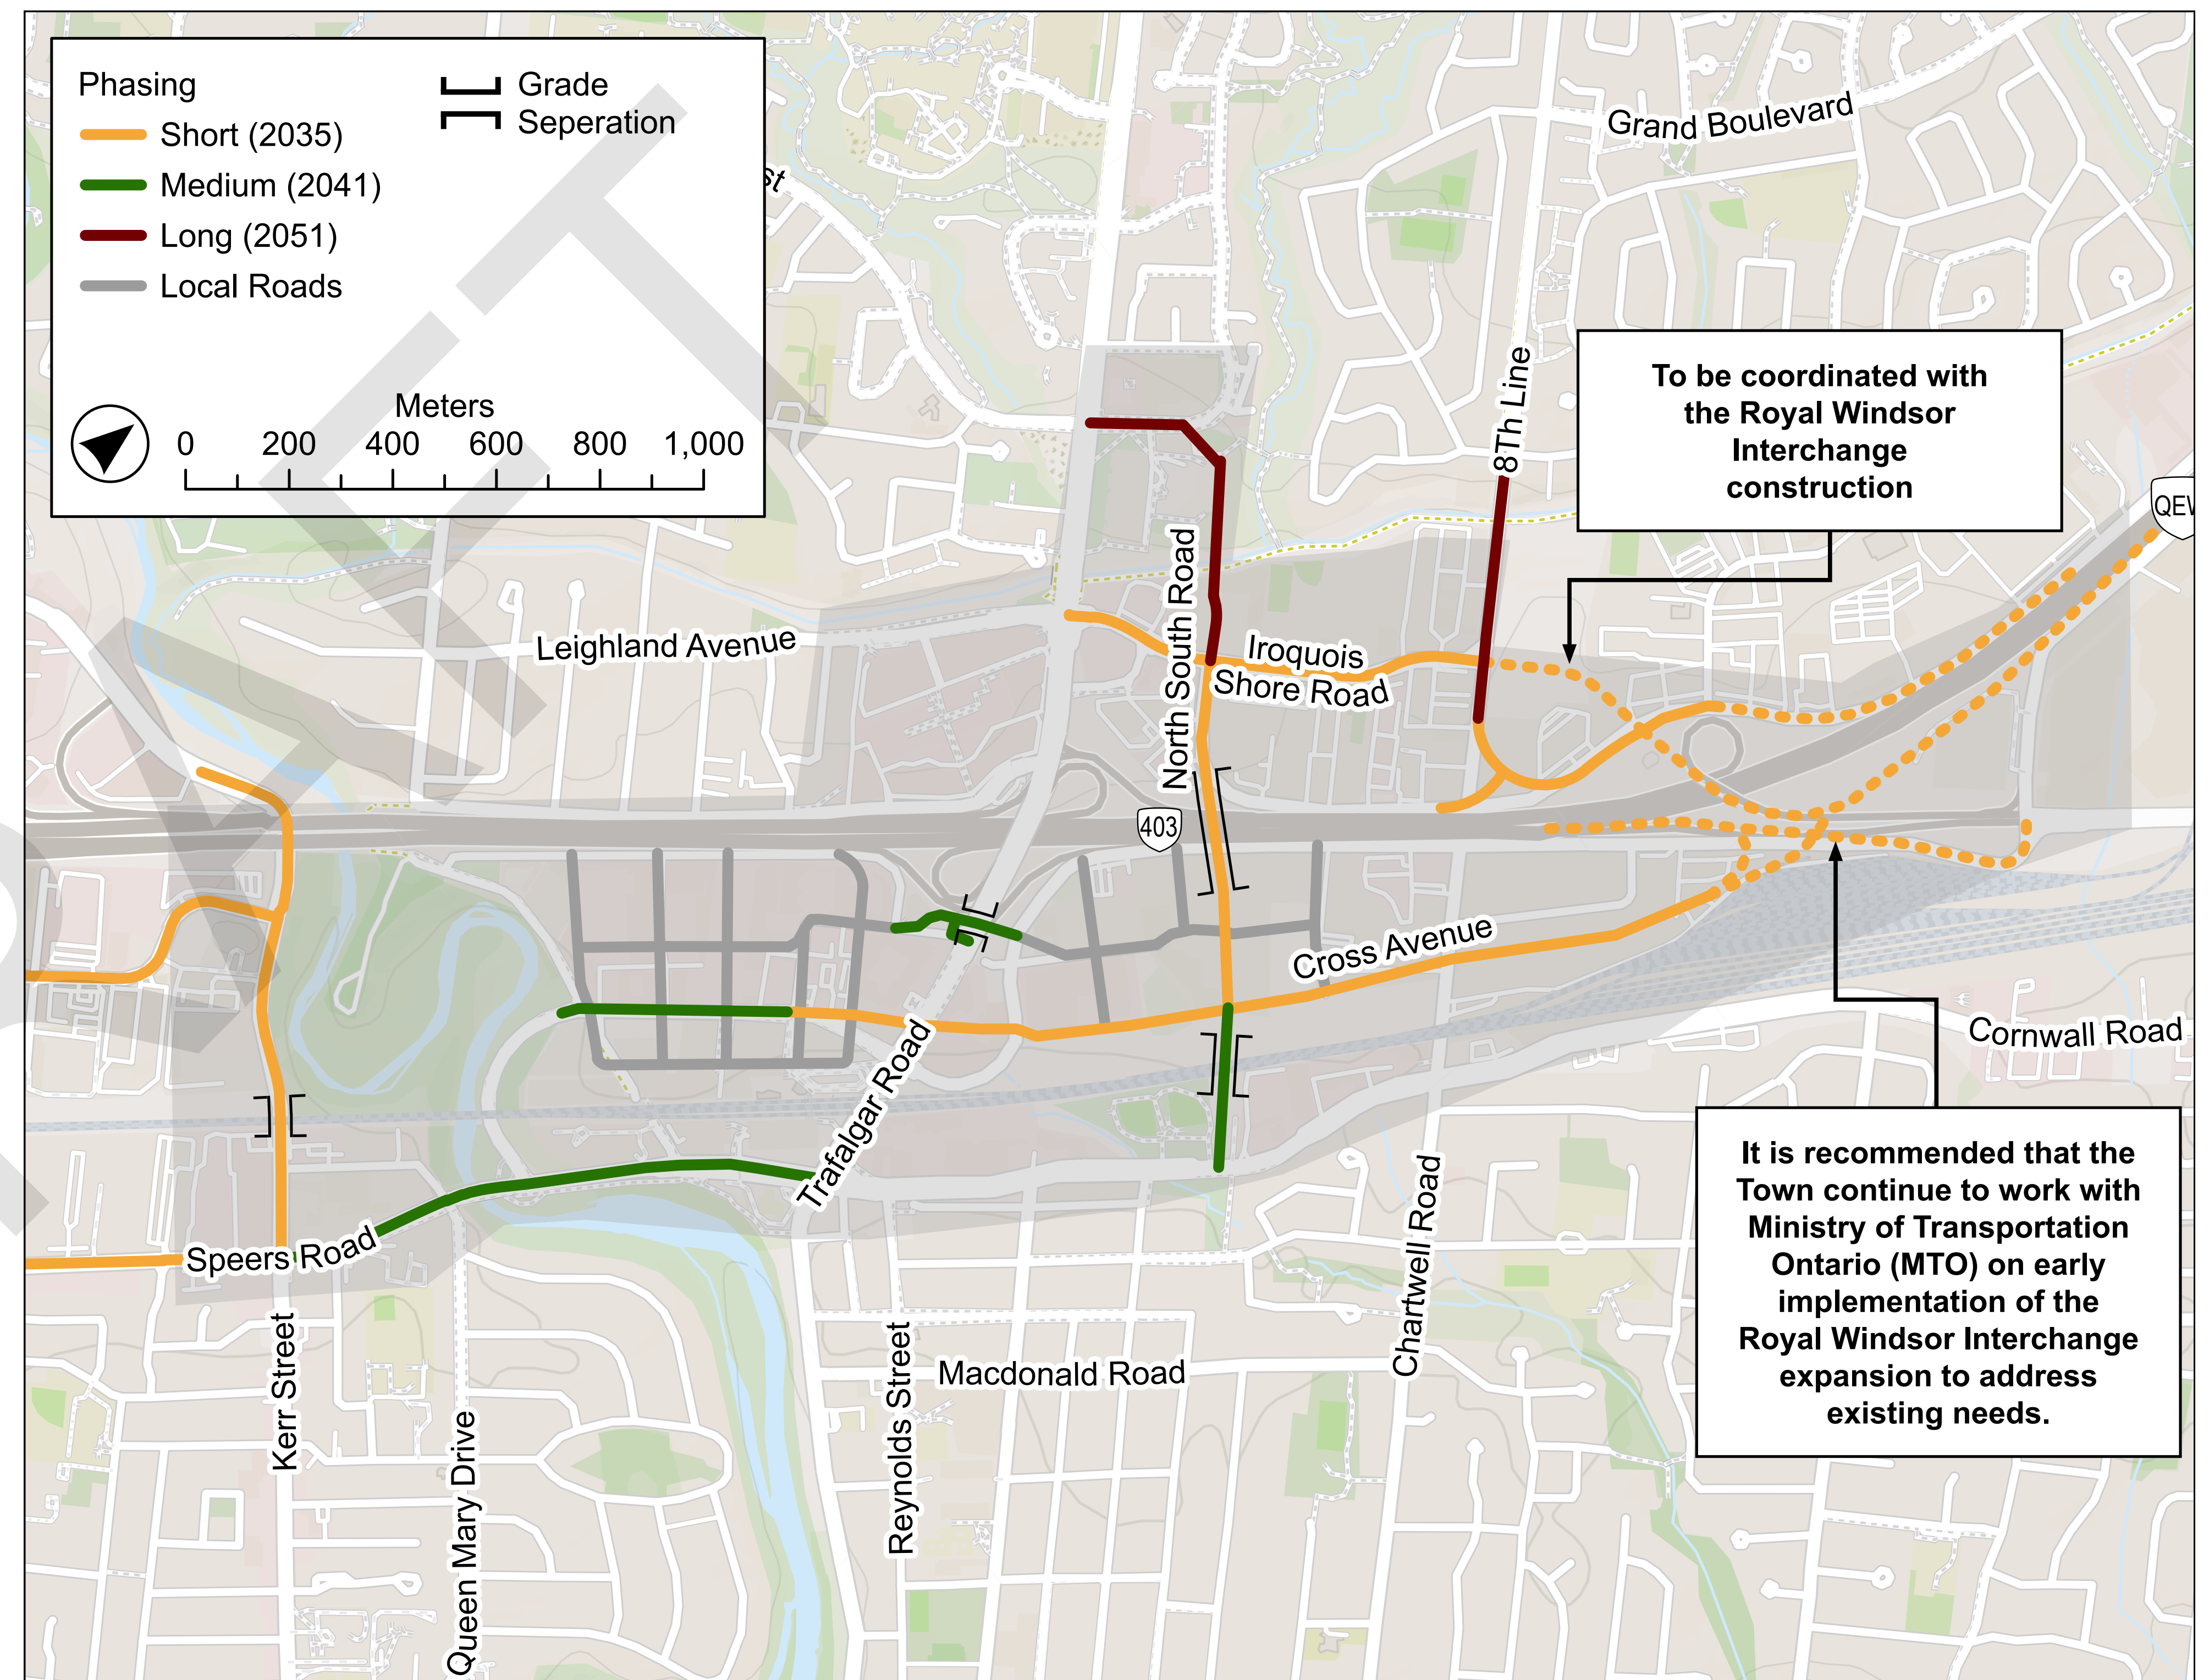 Phasing
Short (2035)
Medium (2041)
Long (2051)
Local Roads
Grade
Seperation
Meters
0 200 400 600 800 1,000
st
Grand Boulevard
8Th Line
To be coordinated with
the Royal Windsor
Interchange
construction
QEW
Leighland Avenue
North South Road
Iroquois
Shore Road
403
Cross Avenue
Trafalgar Road
Cornwall Road
Speers Road
Kerr Street
Queen Mary Drive
Reynolds Street
Macdonald Road
Chartwell Road
It is recommended that the
Town continue to work with
Ministry of Transportation
Ontario (MTO) on early
implementation of the
Royal Windsor Interchange
expansion to address
existing needs.